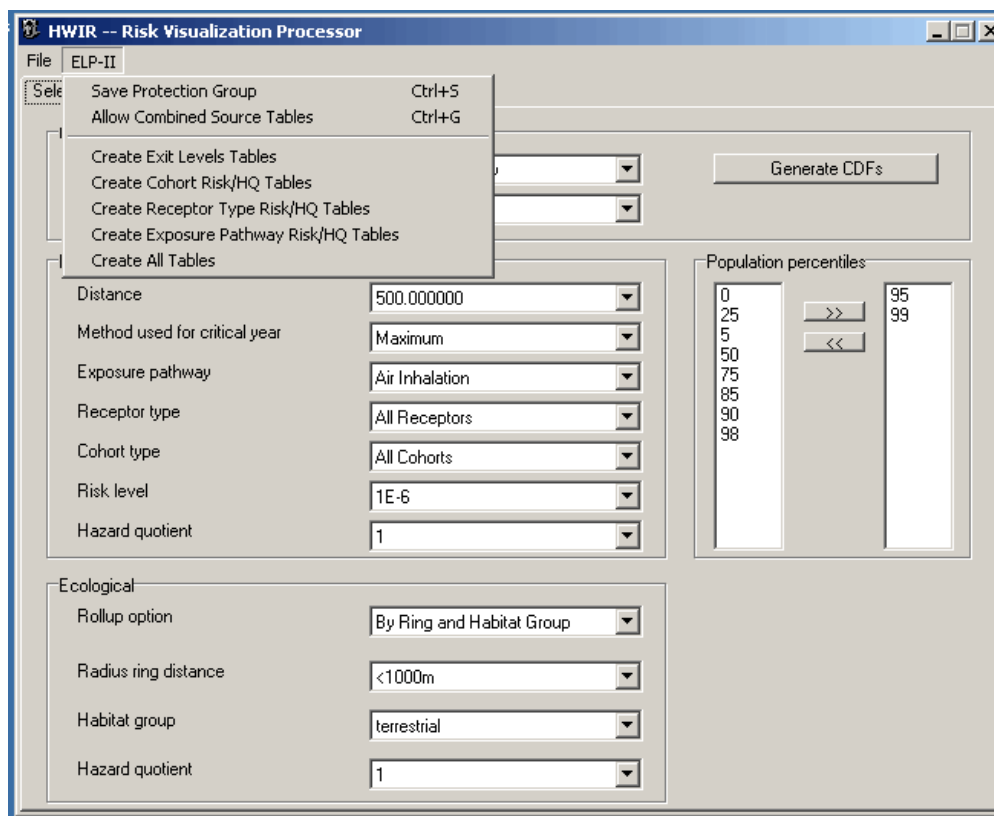 HWIR -- Risk Visualization Processor
File ELP-II
Sele
Save Protection Group Ctrl+S
Allow Combined Source Tables Ctrl+G
Create Exit Levels Tables
Create Cohort Risk/HQ Tables
Create Receptor Type Risk/HQ Tables
Create Exposure Pathway Risk/HQ Tables
Create All Tables
Generate CDFs
Distance 500.000000
Method used for critical year Maximum
Exposure pathway Air Inhalation
Receptor type All Receptors
Cohort type All Cohorts
Risk level 1E-6
Hazard quotient 1
Population percentiles
0
25
5
50
75
85
90
98
>>
<<
95
99
Ecological
Rollup option By Ring and Habitat Group
Radius ring distance <1000m
Habitat group terrestrial
Hazard quotient 1